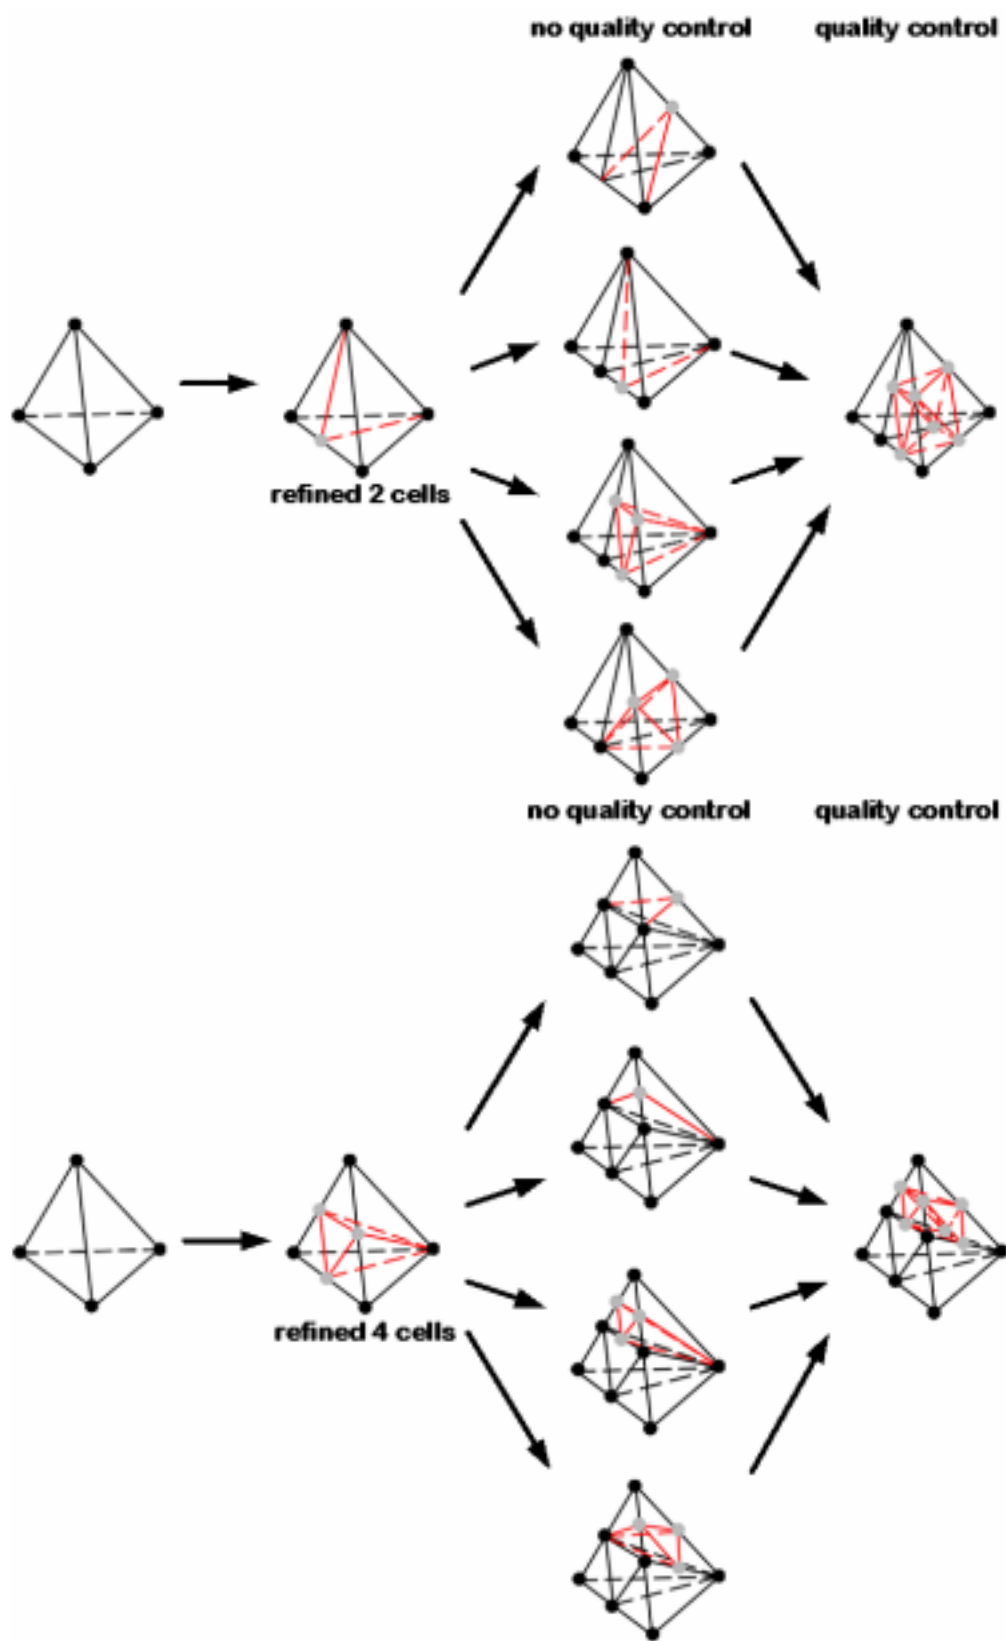 no quality control quality control
refined 2 cells
no quality control quality control
refined 4 cells